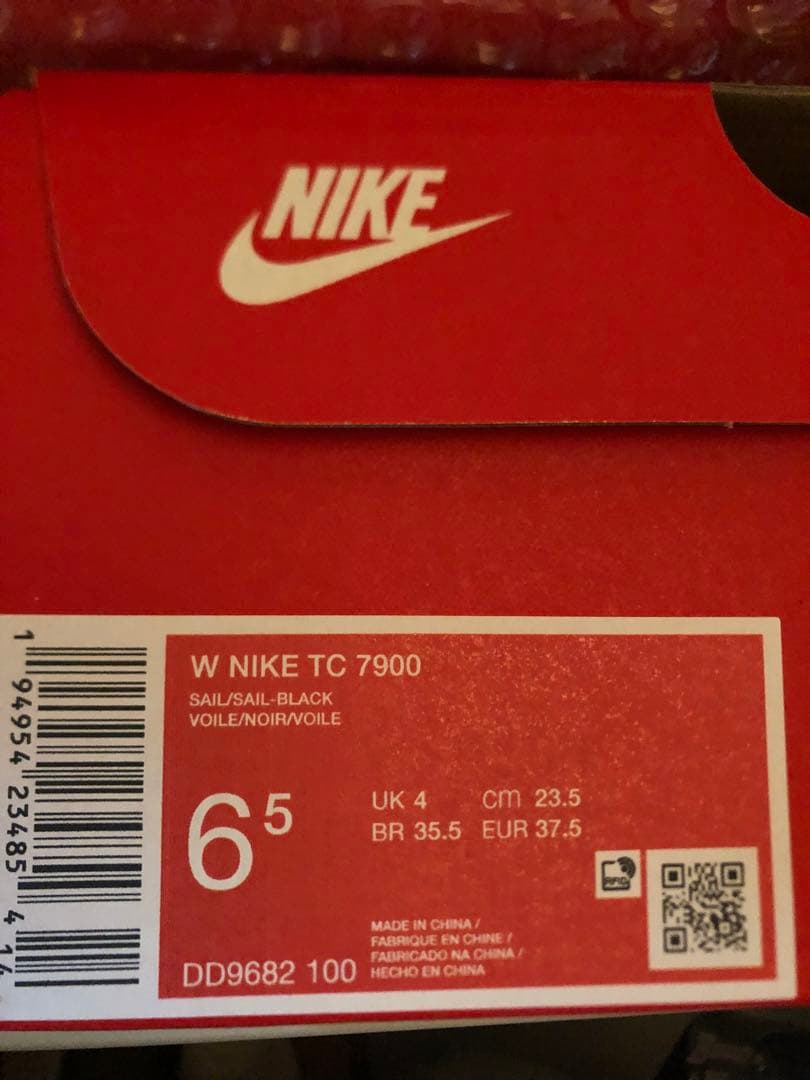 NIKE
W NIKE TC 7900
SAIL/SAIL-BLACK
VOILE/NOIR/VOILE
6 5
UK 4 cm 23.5
BR 35.5 EUR 37.5
RFID
MADE IN CHINA /
FABRIQUE EN CHINE /
FABRICADO NA CHINA /
HECHO EN CHINA
DD9682 100
1 94954 23485 4